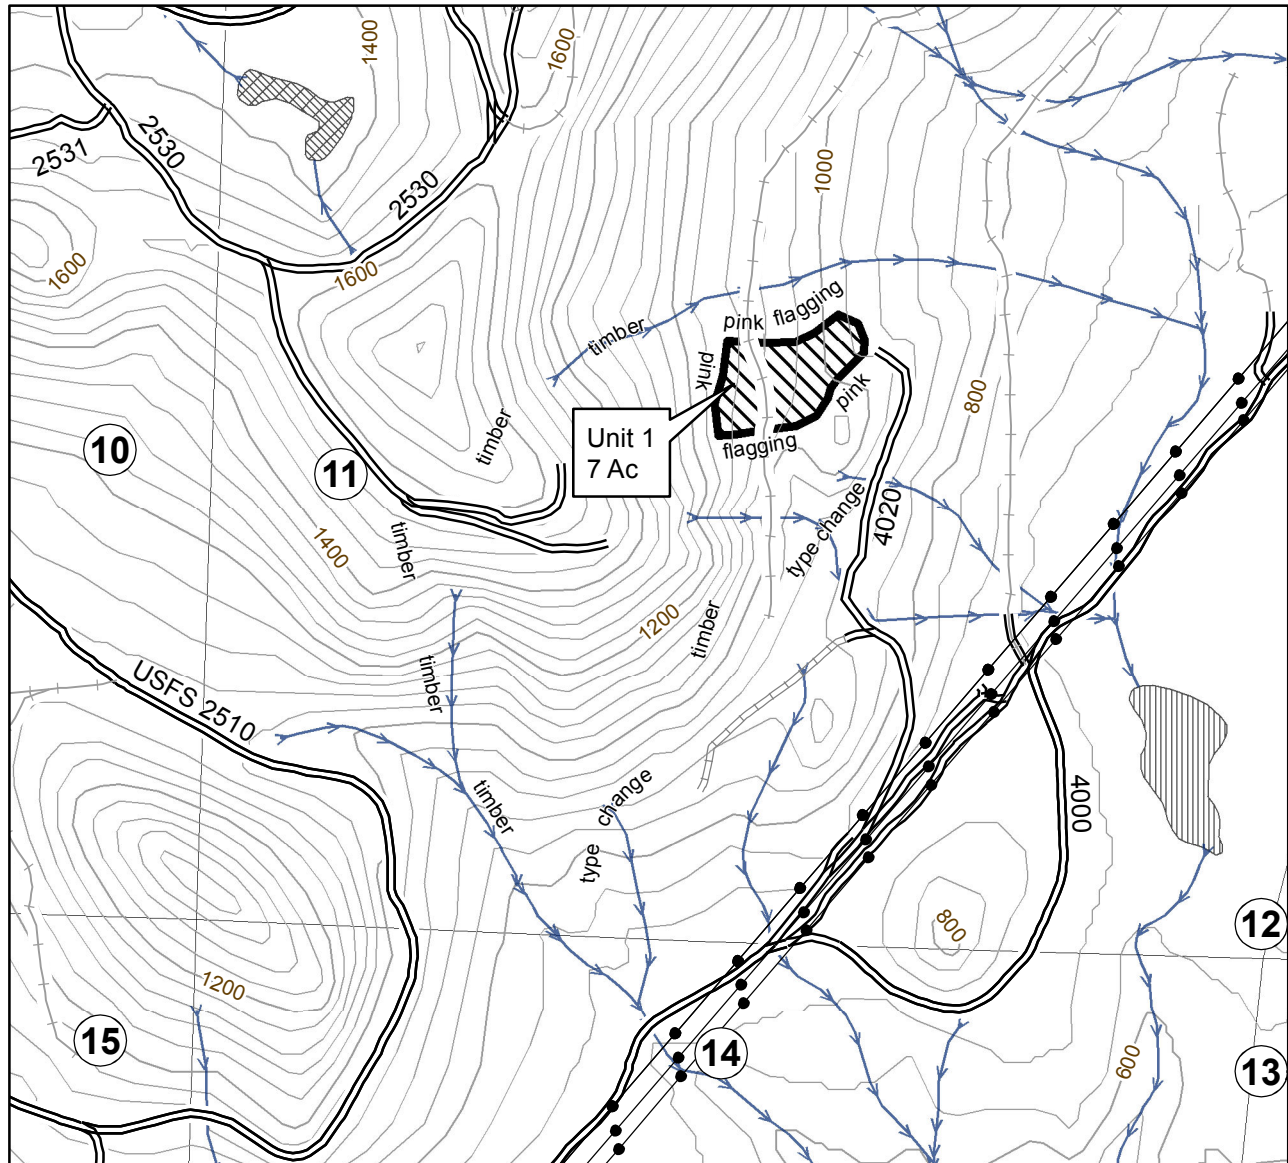 1400
1600
2530
2531
2530
1000
1600
1600
timber
pink
flagging
pink
pink
800
Unit 1
7 Ac
flagging
timber
10
11
1400
timber
type change
4020
1200
timber
timber
USFS 2510
timber
type
change
4000
800
12
1200
15
14
600
13